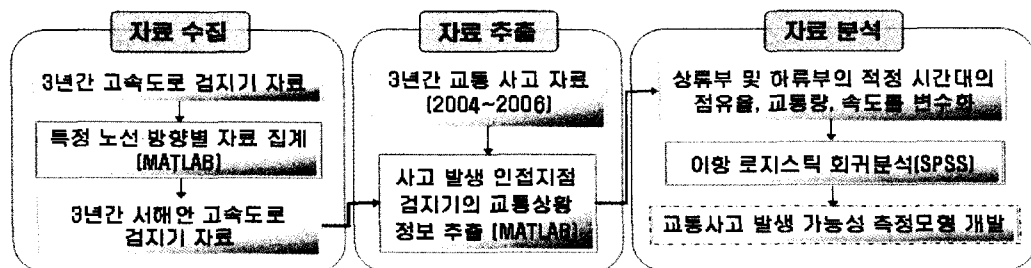 자료 수집
3년간 고속도로 검지기 자료
특정 노선 방향별 자료 집계
(MATLAB)
3년간 서해안 고속도로
검지기 자료
자료 추출
3년간 교통 사고 자료
(2004~2006)
사고 발생 인접지점
검지기의 교통상황
정보 추출 (MATLAB)
자료 분석
상류부 및 하류부의 적정 시간대의
점유율, 교통량, 속도를 변수화
이항 로지스틱 회귀분석(SPSS)
교통사고 발생 가능성 측정모형 개발